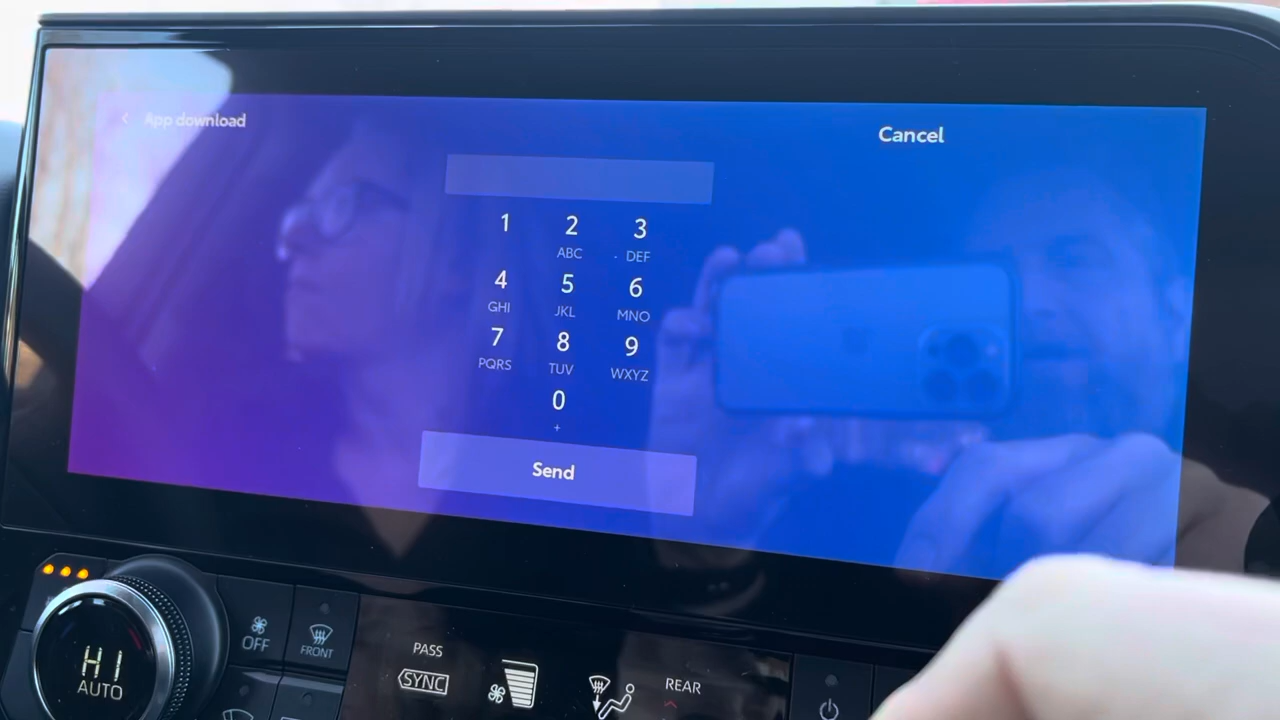 App download
Cancel
1 2 3
ABC DEF
4 5 6
GHI JKL MNO
7 8 9
PQRS TUV WXYZ
0
+
Send
HI
AUTO
OFF
FRONT
PASS
SYNC
REAR